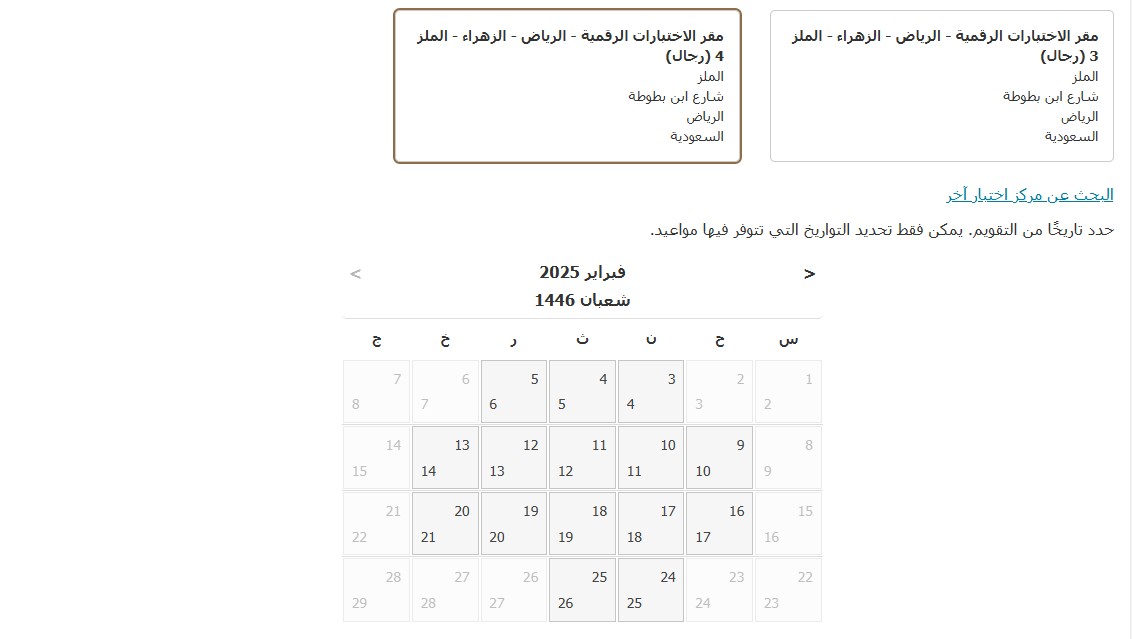 مقر الاختبارات الرقمية - الرياض - الزهراء - الملز
3 (رجال)
الملز
شارع ابن بطوطة
الرياض
السعودية
مقر الاختبارات الرقمية - الرياض - الزهراء - الملز
4 (رجال)
الملز
شارع ابن بطوطة
الرياض
السعودية
البحث عن مركز اختبار آخر
حدد تاريخًا من التقويم. يمكن فقط تحديد التواريخ التي تتوفر فيها مواعيد.
< فبراير 2025 >
شعبان 1446
س ح ن ث ر خ ج
1 2 3 4 5 6 7
2 3 4 5 6 7 8
8 9 10 11 12 13 14
9 10 11 12 13 14 15
15 16 17 18 19 20 21
16 17 18 19 20 21 22
22 23 24 25 26 27 28
23 24 25 26 27 28 29